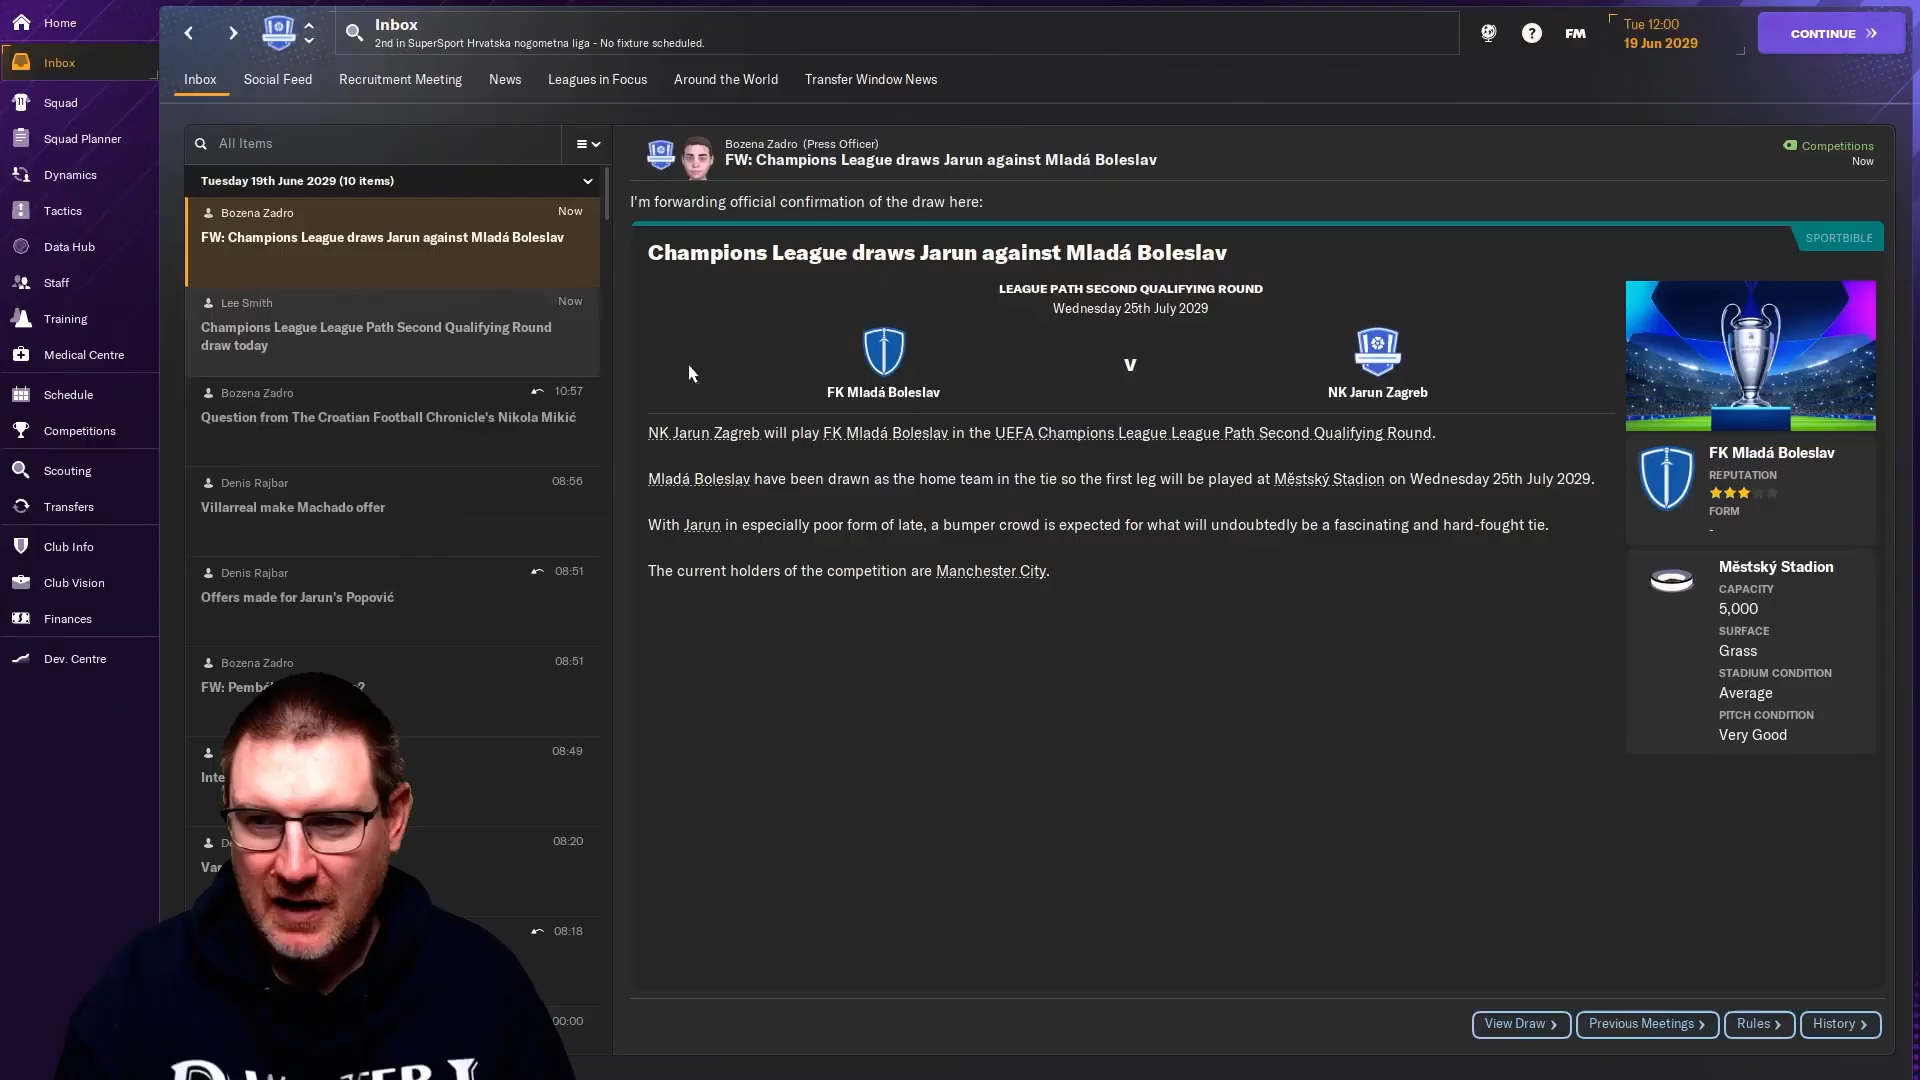 Home
Inbox
Squad
Squad Planner
Dynamics
Tactics
Data Hub
Staff
Training
Medical Centre
Schedule
Competitions
Scouting
Transfers
Club Info
Club Vision
Finances
Dev. Centre
Inbox
2nd in SuperSport Hrvatska nogometna liga - No fixture scheduled.
FM
Tue 12:00
19 Jun 2029
CONTINUE
Inbox Social Feed Recruitment Meeting News Leagues in Focus Around the World Transfer Window News
All Items
Tuesday 19th June 2029 (10 items)
Bozena Zadro Now
FW: Champions League draws Jarun against Mladá Boleslav
Lee Smith Now
Champions League League Path Second Qualifying Round
draw today
Bozena Zadro 10:57
Question from The Croatian Football Chronicle's Nikola Mikić
Denis Rajbar 08:56
Villarreal make Machado offer
Denis Rajbar 08:51
Offers made for Jarun's Popović
Bozena Zadro 08:51
FW:
08:49
08:20
08:18
00:00
Bozena Zadro (Press Officer)
FW: Champions League draws Jarun against Mladá Boleslav
Competitions
Now
I'm forwarding official confirmation of the draw here:
SPORTBIBLE
Champions League draws Jarun against Mladá Boleslav
LEAGUE PATH SECOND QUALIFYING ROUND
Wednesday 25th July 2029
V
FK Mladá Boleslav NK Jarun Zagreb
NK Jarun Zagreb will play FK Mladá Boleslav in the UEFA Champions League League Path Second Qualifying Round.
Mladá Boleslav have been drawn as the home team in the tie so the first leg will be played at Městský Stadion on Wednesday 25th July 2029.
With Jarun in especially poor form of late, a bumper crowd is expected for what will undoubtedly be a fascinating and hard-fought tie.
The current holders of the competition are Manchester City.
FK Mladá Boleslav
REPUTATION
FORM
-
Městský Stadion
CAPACITY
5,000
SURFACE
Grass
STADIUM CONDITION
Average
PITCH CONDITION
Very Good
View Draw Previous Meetings Rules History